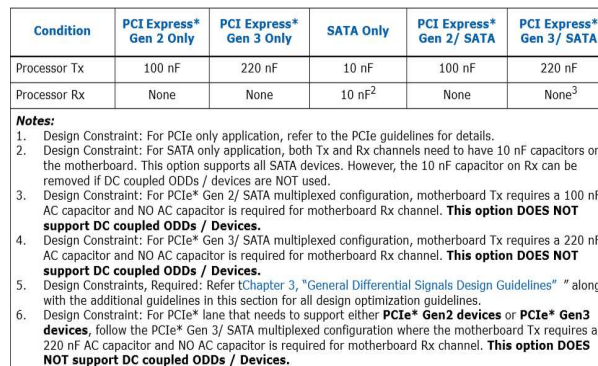 Condition PCI Express* Gen 2 Only PCI Express* Gen 3 Only SATA Only PCI Express* Gen 2/ SATA PCI Express* Gen 3/ SATA
Processor Tx 100 nF 220 nF 10 nF 100 nF 220 nF
Processor Rx None None 10 nF2 None None3
Notes:
1. Design Constraint: For PCIe only application, refer to the PCIe guidelines for details.
2. Design Constraint: For SATA only application, both Tx and Rx channels need to have 10 nF capacitors on
the motherboard. This option supports all SATA devices. However, the 10 nF capacitor on Rx can be
removed if DC coupled ODDs / devices are NOT used.
3. Design Constraint: For PCIe* Gen 2/ SATA multiplexed configuration, motherboard Tx requires a 100 nF
AC capacitor and NO AC capacitor is required for motherboard Rx channel. This option DOES NOT
support DC coupled ODDs / Devices.
4. Design Constraint: For PCIe* Gen 3/ SATA multiplexed configuration, motherboard Tx requires a 220 nF
AC capacitor and NO AC capacitor is required for motherboard Rx channel. This option DOES NOT
support DC coupled ODDs / Devices.
5. Design Constraints, Required: Refer tChapter 3, "General Differential Signals Design Guidelines" " along
with the additional guidelines in this section for all design optimization guidelines.
6. Design Constraint: For PCIe* lane that needs to support either PCIe* Gen2 devices or PCIe* Gen3
devices, follow the PCIe* Gen 3/ SATA multiplexed configuration where the motherboard Tx requires a
220 nF AC capacitor and NO AC capacitor is required for motherboard Rx channel. This option DOES
NOT support DC coupled ODDs / Devices.